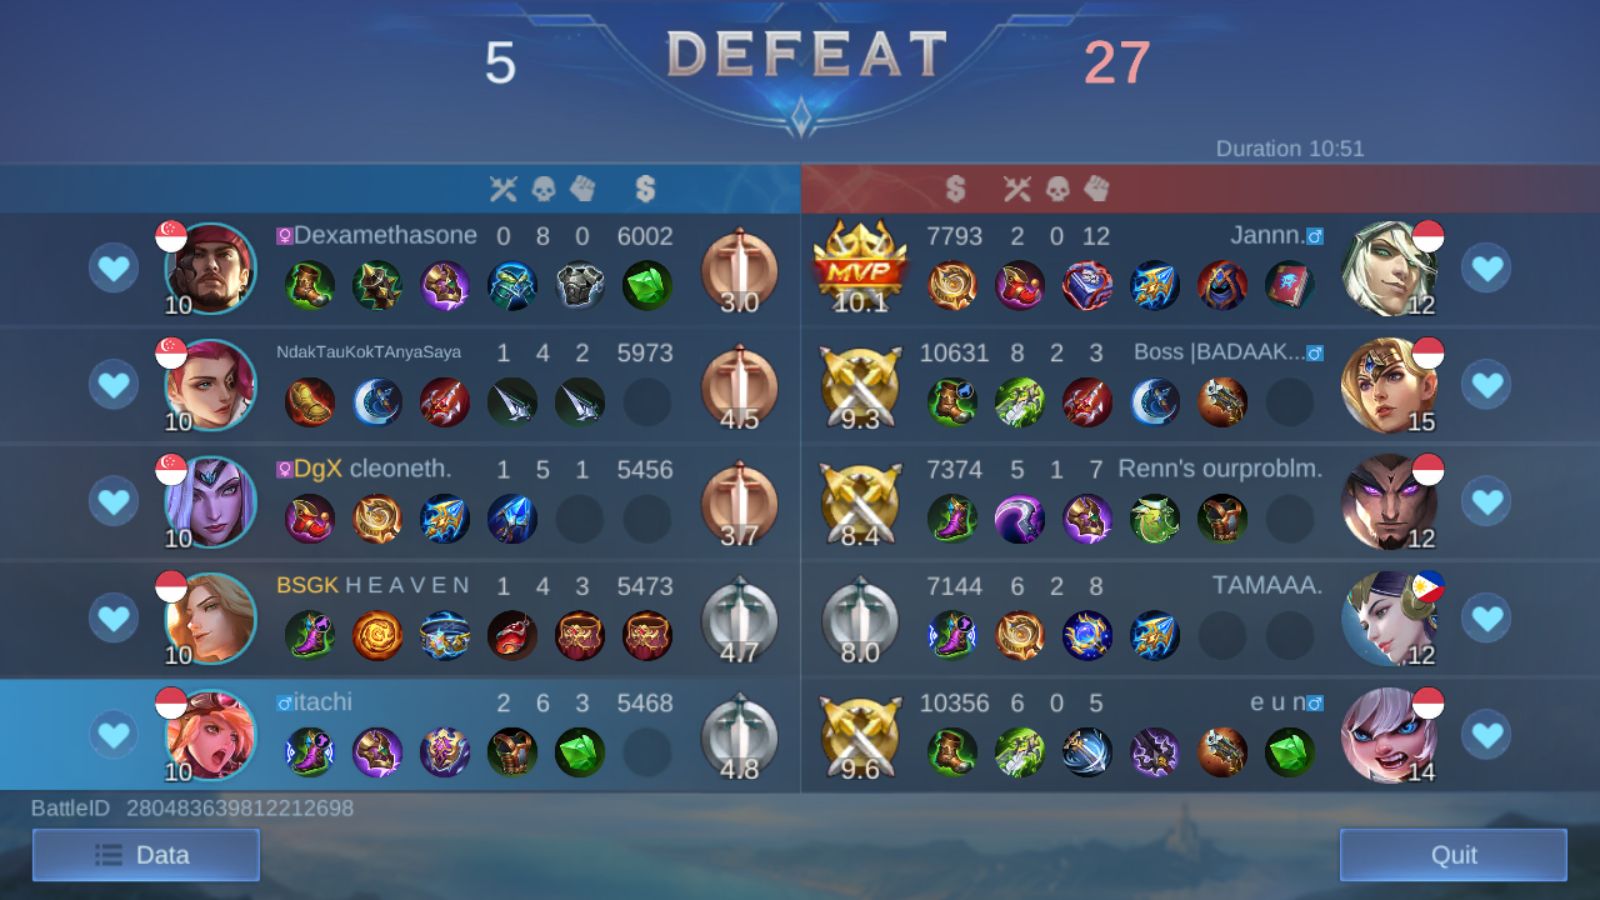 5 DEFEAT 27
Duration 10:51
Dexamethasone 0 8 0 6002 3.0 10
MVP 10.1 7793 2 0 12 Jannn. 12
NdakTauKokTAnyaSaya 1 4 2 5973 4.5 10
9.3 10631 8 2 3 Boss |BADAAK... 15
DgX cleoneth. 1 5 1 5456 3.7 10
8.4 7374 5 1 7 Renn's ourproblm. 12
BSGK H E A V E N 1 4 3 5473 4.7 10
8.0 7144 6 2 8 TAMAAA. 12
itachi 2 6 3 5468 4.8 10
9.6 10356 6 0 5 e u n 14
BattleID 280483639812212698
Data
Quit